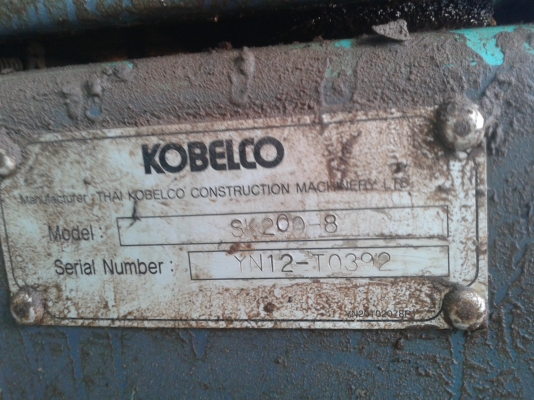 KOBELCO
Manufacturer : THAI KOBELCO CONSTRUCTION MACHINERY LTD.
Model : SK200-8
Serial Number : YN12-T0392